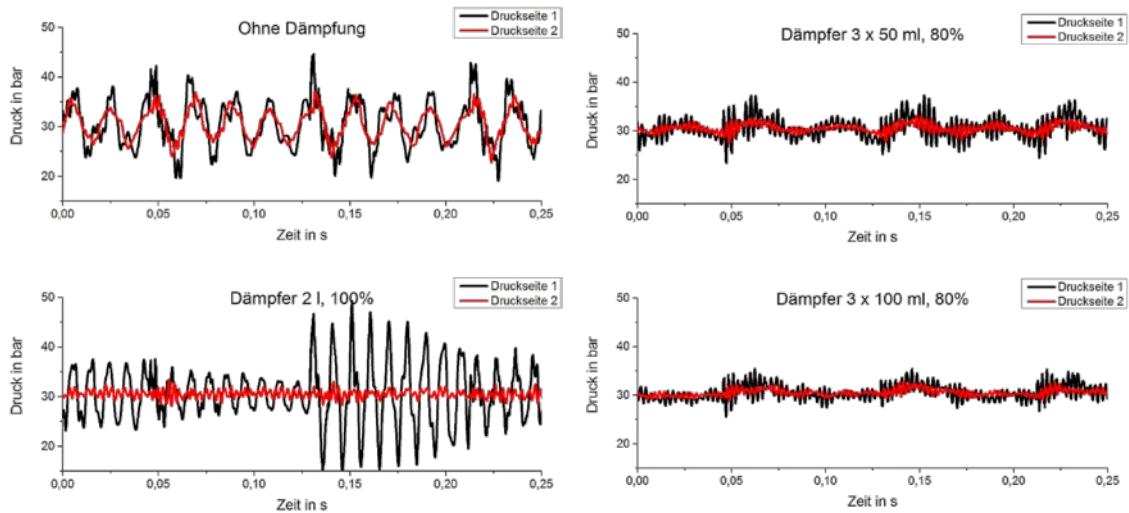 Ohne Dämpfung
Druckseite 1
Druckseite 2
Druck in bar
50
40
30
20
0,00
0,05
0,10
0,15
0,20
0,25
Zeit in s
Dämpfer 3 x 50 ml, 80%
Druckseite 1
Druckseite 2
Druck in bar
50
40
30
20
0,00
0,05
0,10
0,15
0,20
0,25
Zeit in s
Dämpfer 2 l, 100%
Druckseite 1
Druckseite 2
Druck in bar
50
40
30
20
0,00
0,05
0,10
0,15
0,20
0,25
Zeit in s
Dämpfer 3 x 100 ml, 80%
Druckseite 1
Druckseite 2
Druck in bar
50
40
30
20
0,00
0,05
0,10
0,15
0,20
0,25
Zeit in s